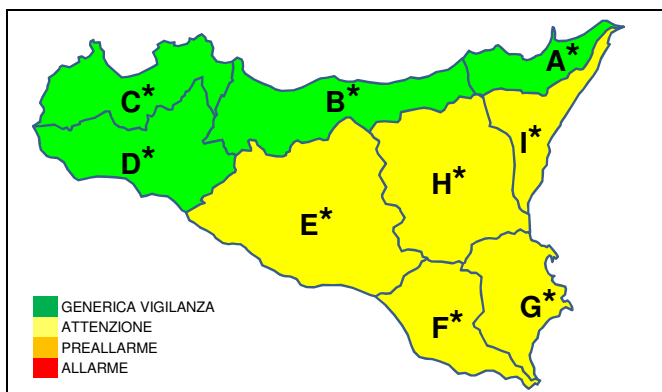 A*
C*
B*
I*
D*
H*
E*
G*
F*
GENERICA VIGILANZA
ATTENZIONE
PREALLARME
ALLARME